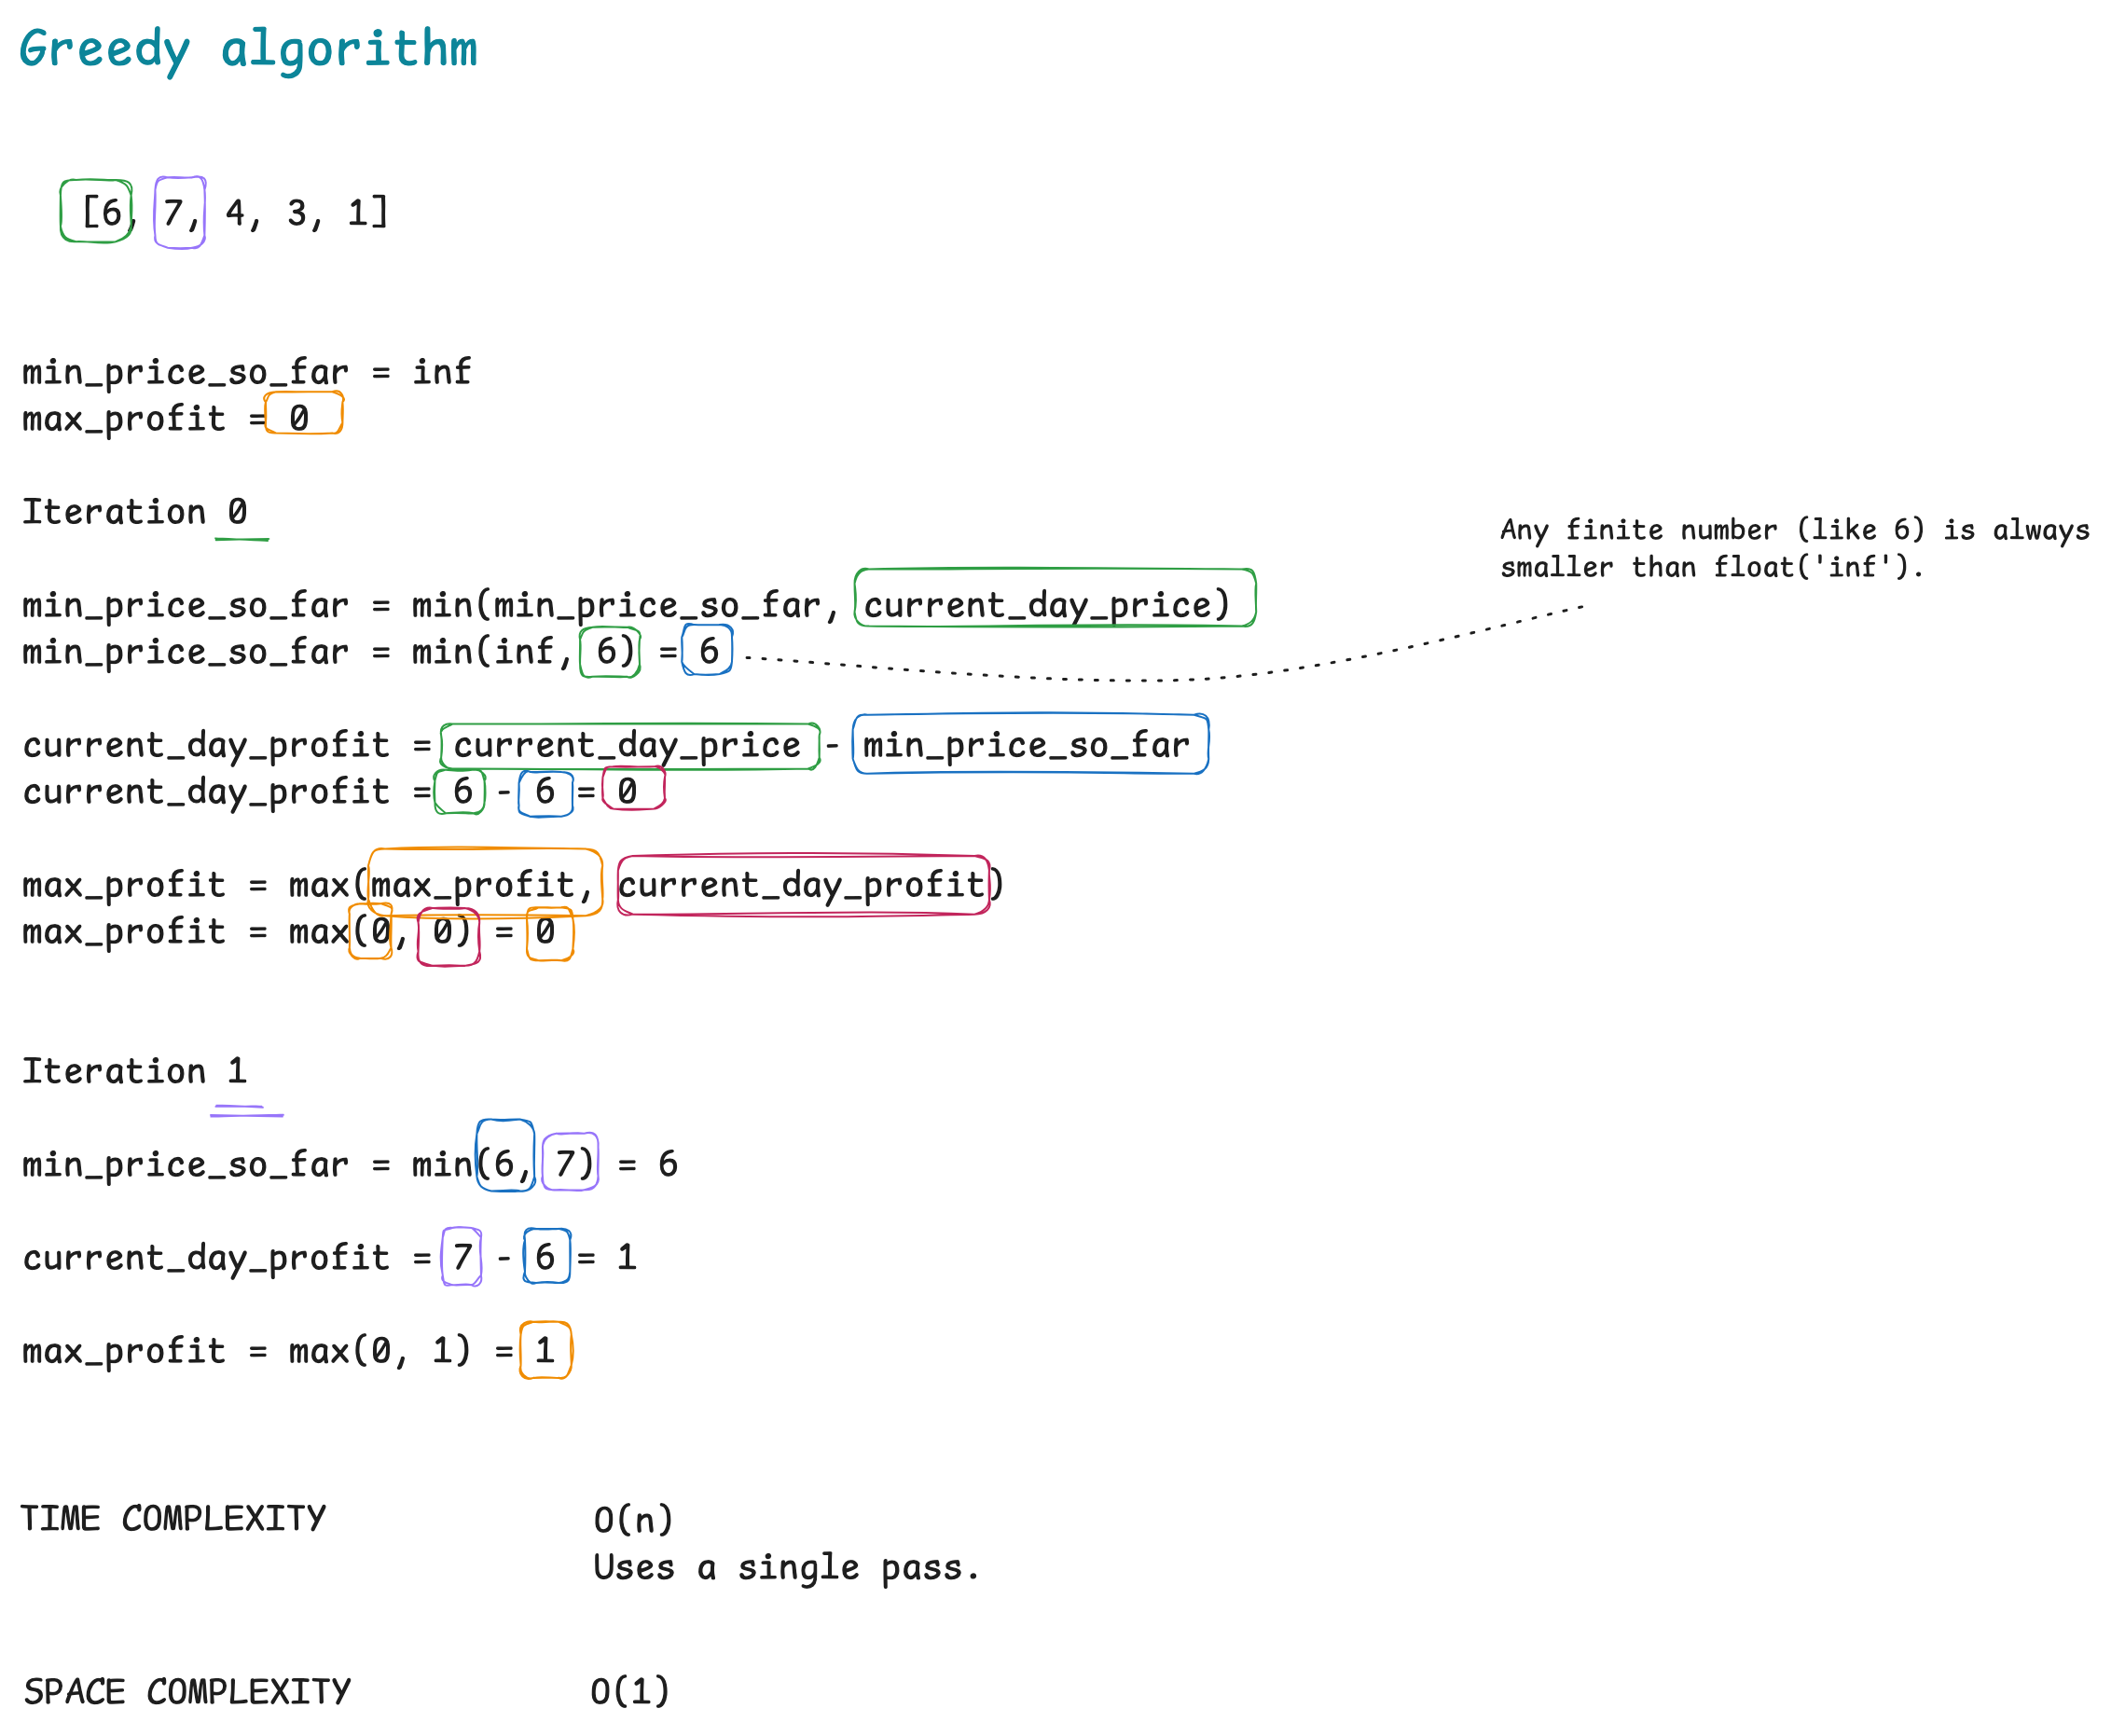 Greedy algorithm
[6, 7, 4, 3, 1]
min_price_so_far = inf
max_profit = 0
Iteration 0
Any finite number (like 6) is always
smaller than float('inf').
min_price_so_far = min(min_price_so_far, current_day_price)
min_price_so_far = min(inf, 6) = 6
current_day_profit = current_day_price - min_price_so_far
current_day_profit = 6 - 6 = 0
max_profit = max(max_profit, current_day_profit)
max_profit = max(0, 0) = 0
Iteration 1
min_price_so_far = min(6, 7) = 6
current_day_profit = 7 - 6 = 1
max_profit = max(0, 1) = 1
TIME COMPLEXITY O(n)
Uses a single pass.
SPACE COMPLEXITY O(1)